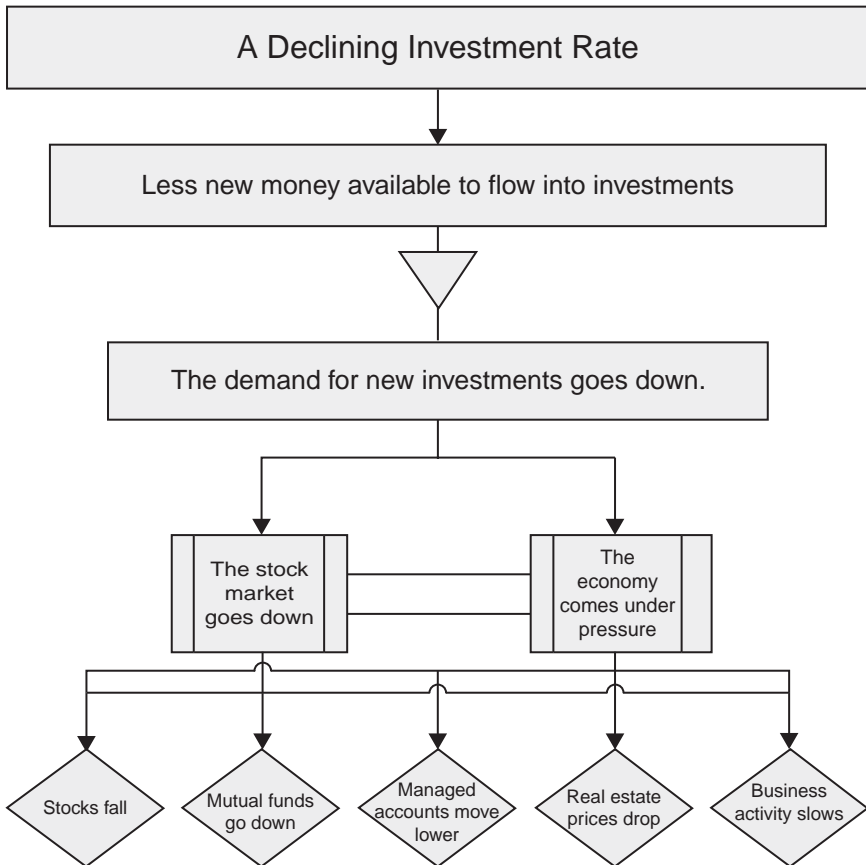 A Declining Investment Rate
Less new money available to flow into investments
The demand for new investments goes down.
The stock
market
goes down
The
economy
comes under
pressure
Stocks fall
Mutual funds
go down
Managed
accounts move
lower
Real estate
prices drop
Business
activity slows